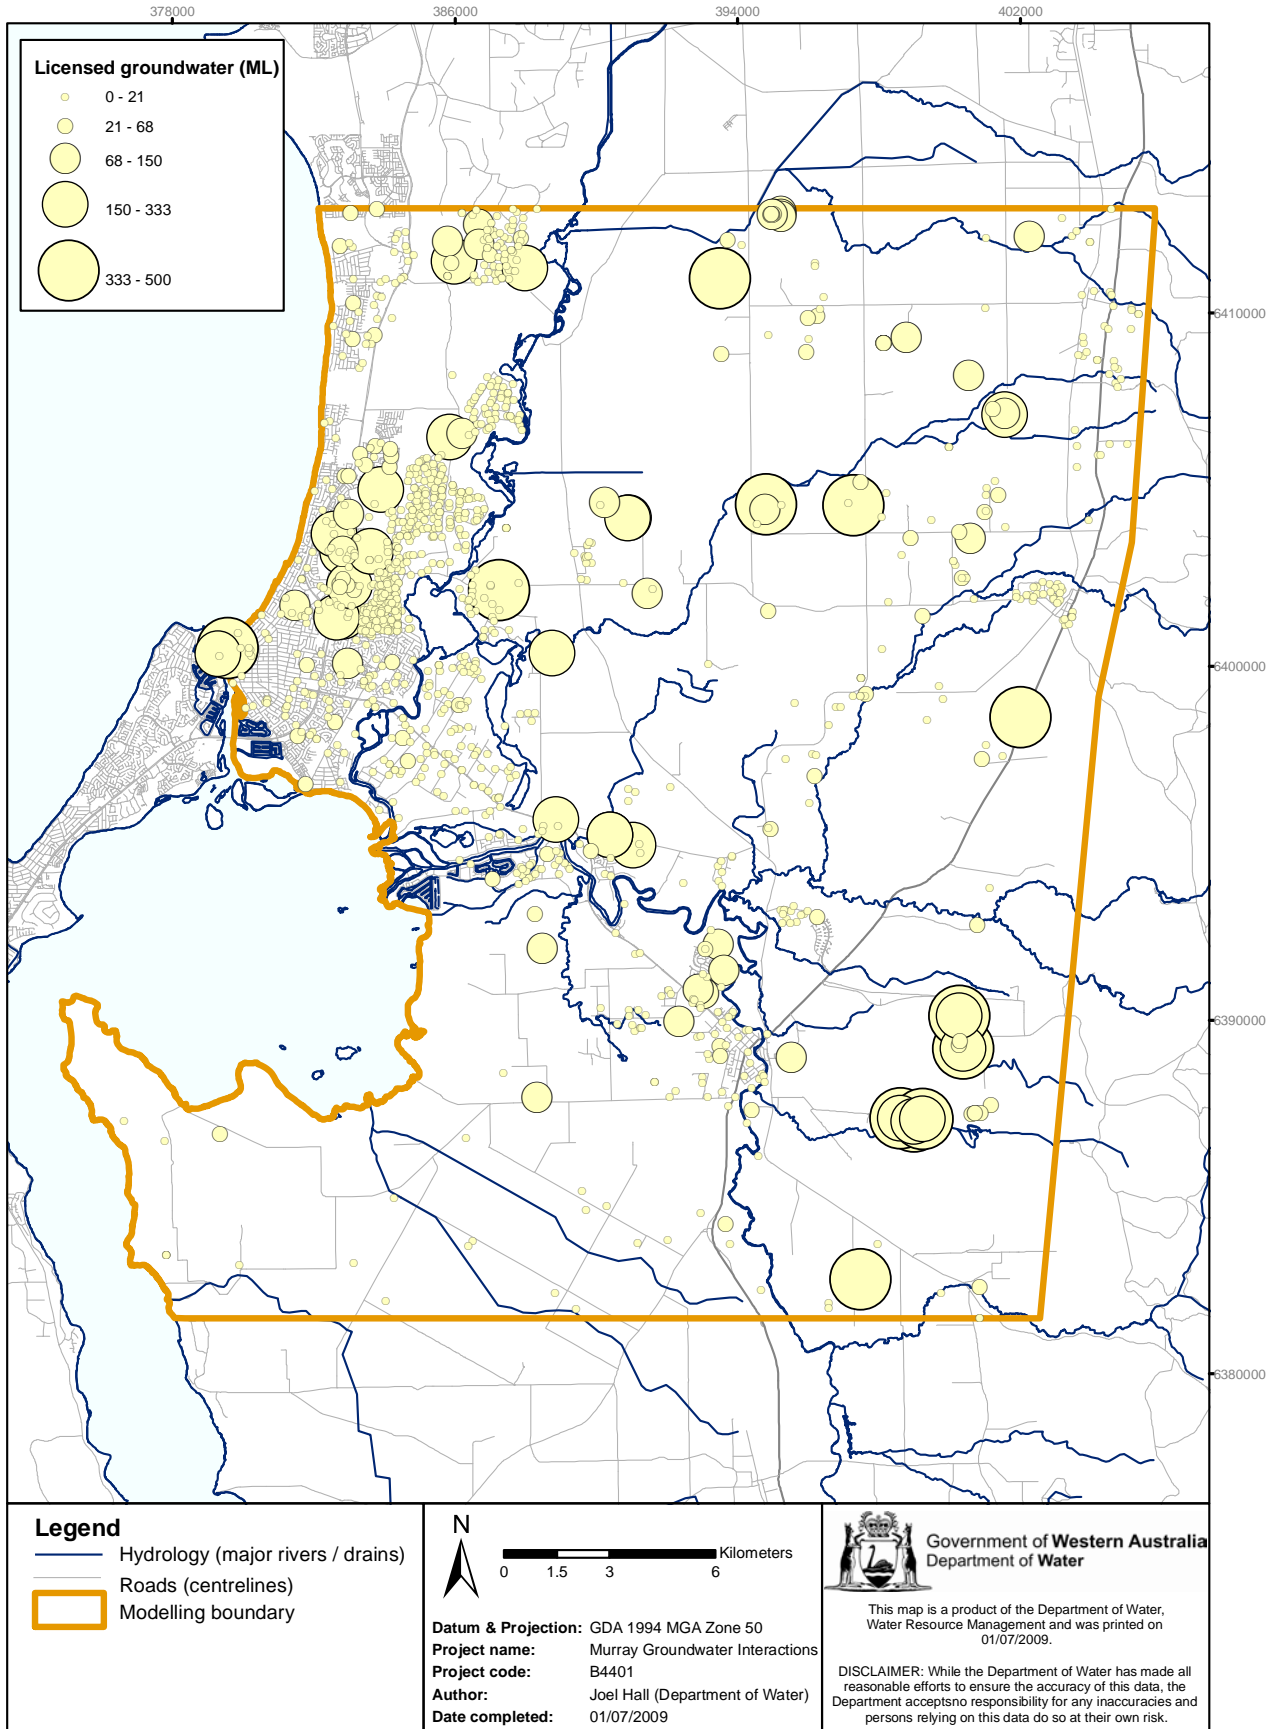 378000 386000 394000 402000
Licensed groundwater (ML)
0 - 21
21 - 68
68 - 150
150 - 333
333 - 500
6410000
6400000
6390000
6380000
Legend
Hydrology (major rivers / drains)
Roads (centrelines)
Modelling boundary
N
Kilometers
0 1.5 3 6
Datum & Projection: GDA 1994 MGA Zone 50
Project name: Murray Groundwater Interactions
Project code: B4401
Author: Joel Hall (Department of Water)
Date completed: 01/07/2009
Government of Western Australia
Department of Water
This map is a product of the Department of Water,
Water Resource Management and was printed on
01/07/2009.
DISCLAIMER: While the Department of Water has made all
reasonable efforts to ensure the accuracy of this data, the
Department acceptsno responsibility for any inaccuracies and
persons relying on this data do so at their own risk.